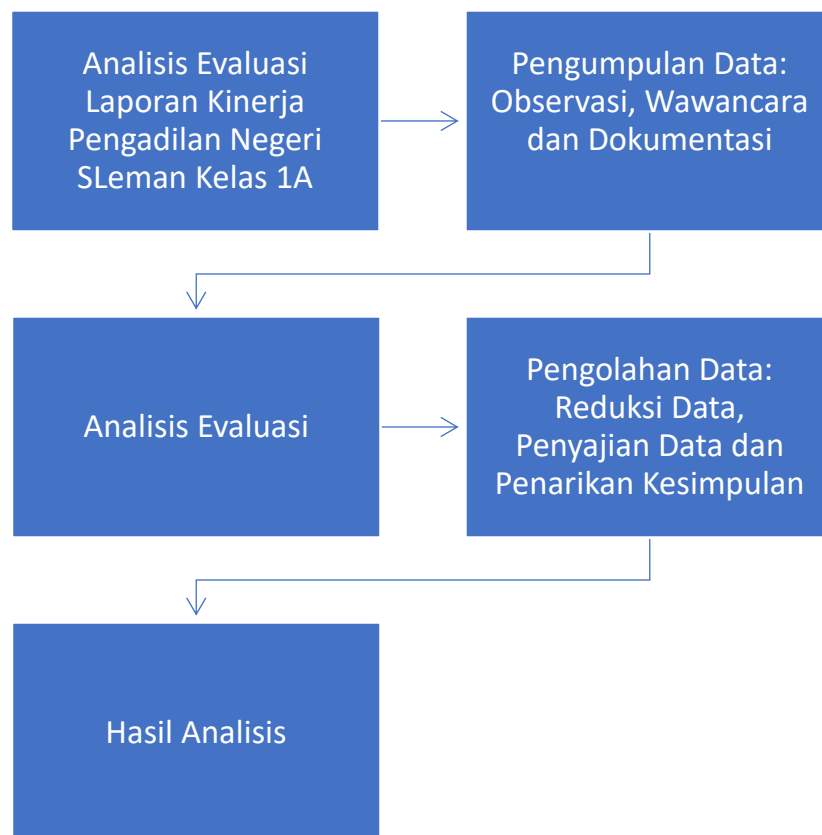 Analisis Evaluasi
Laporan Kinerja
Pengadilan Negeri
SLeman Kelas 1A
Pengumpulan Data:
Observasi, Wawancara
dan Dokumentasi
Analisis Evaluasi
Pengolahan Data:
Reduksi Data,
Penyajian Data dan
Penarikan Kesimpulan
Hasil Analisis